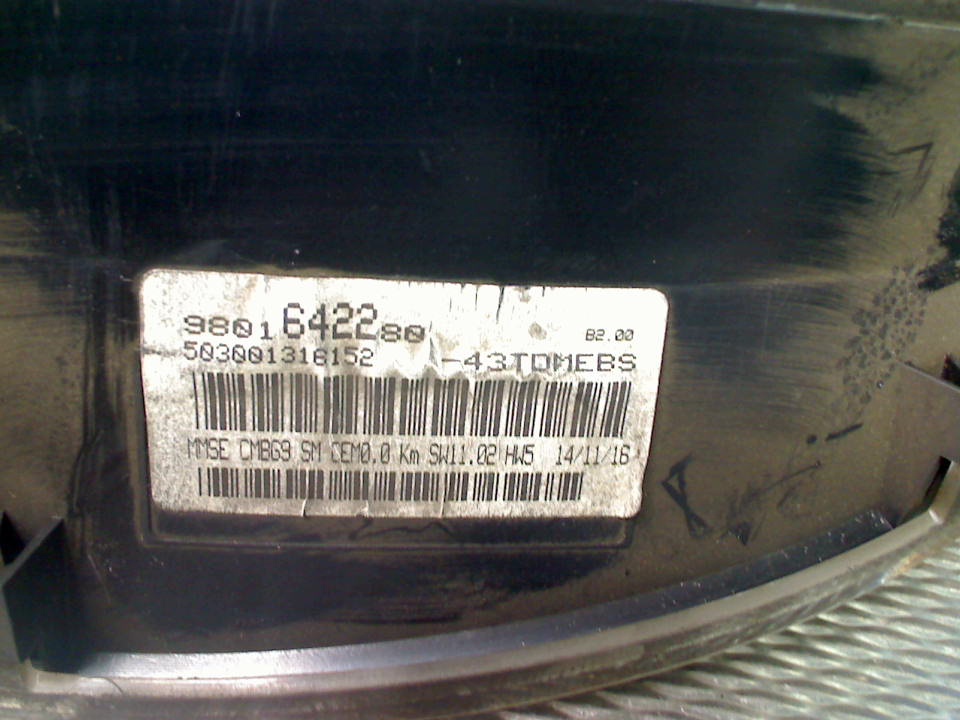 9801642280 B2.00
503001316152 -43TDMEBS
MMSE CMBG9 SM CEM0.0 Km SW11.02 HW5 14/11/16